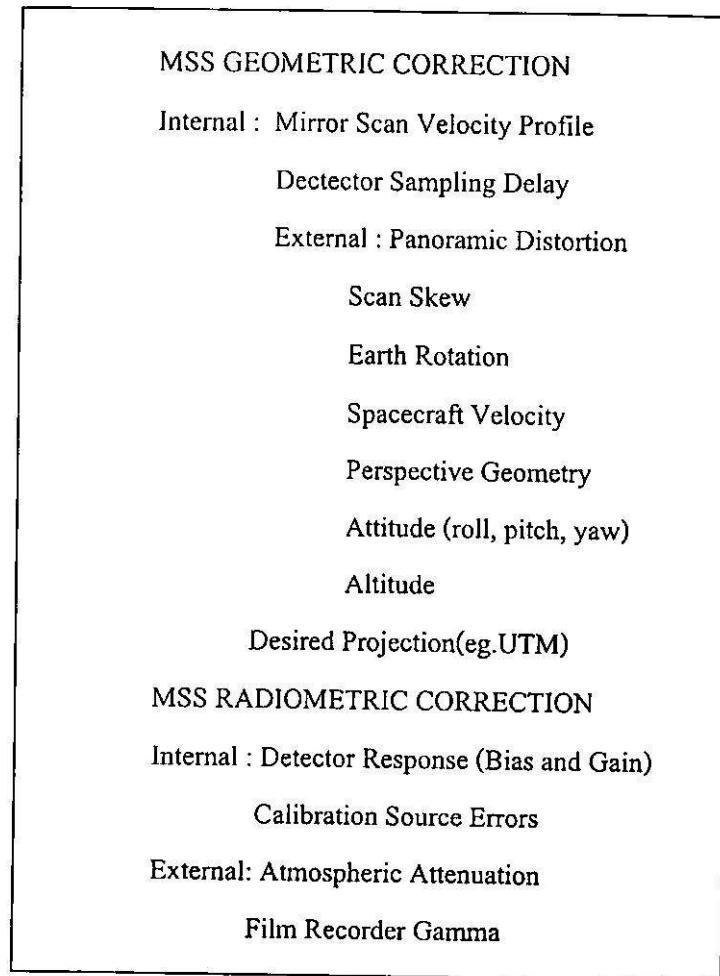 MSS GEOMETRIC CORRECTION
Internal : Mirror Scan Velocity Profile
Dectector Sampling Delay
External : Panoramic Distortion
Scan Skew
Earth Rotation
Spacecraft Velocity
Perspective Geometry
Attitude (roll, pitch, yaw)
Altitude
Desired Projection(eg.UTM)
MSS RADIOMETRIC CORRECTION
Internal : Detector Response (Bias and Gain)
Calibration Source Errors
External: Atmospheric Attenuation
Film Recorder Gamma